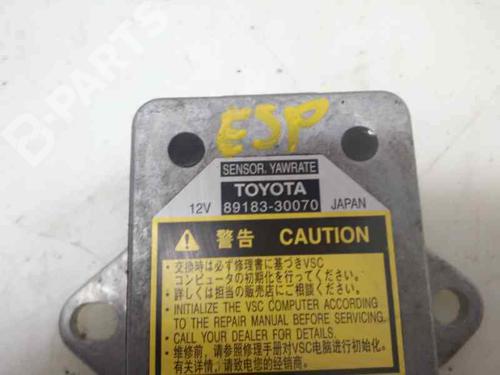 ESP
SENSOR, YAWRATE
TOYOTA
12V 89183-30070 JAPAN
警告 CAUTION
• 交換時は必ず修理書に基づきVSC
コンピュータの初期化を行ってください。
• 詳しくは担当の販売店にご相談ください。
• INITIALIZE THE VSC COMPUTER ACCORDING
TO THE REPAIR MANUAL BEFORE SERVICING.
• CALL YOUR DEALER FOR DETAILS.
• 维修前，请参照修理手册对VSC电脑进行初始化。
有关详情，请致电您的经销商。